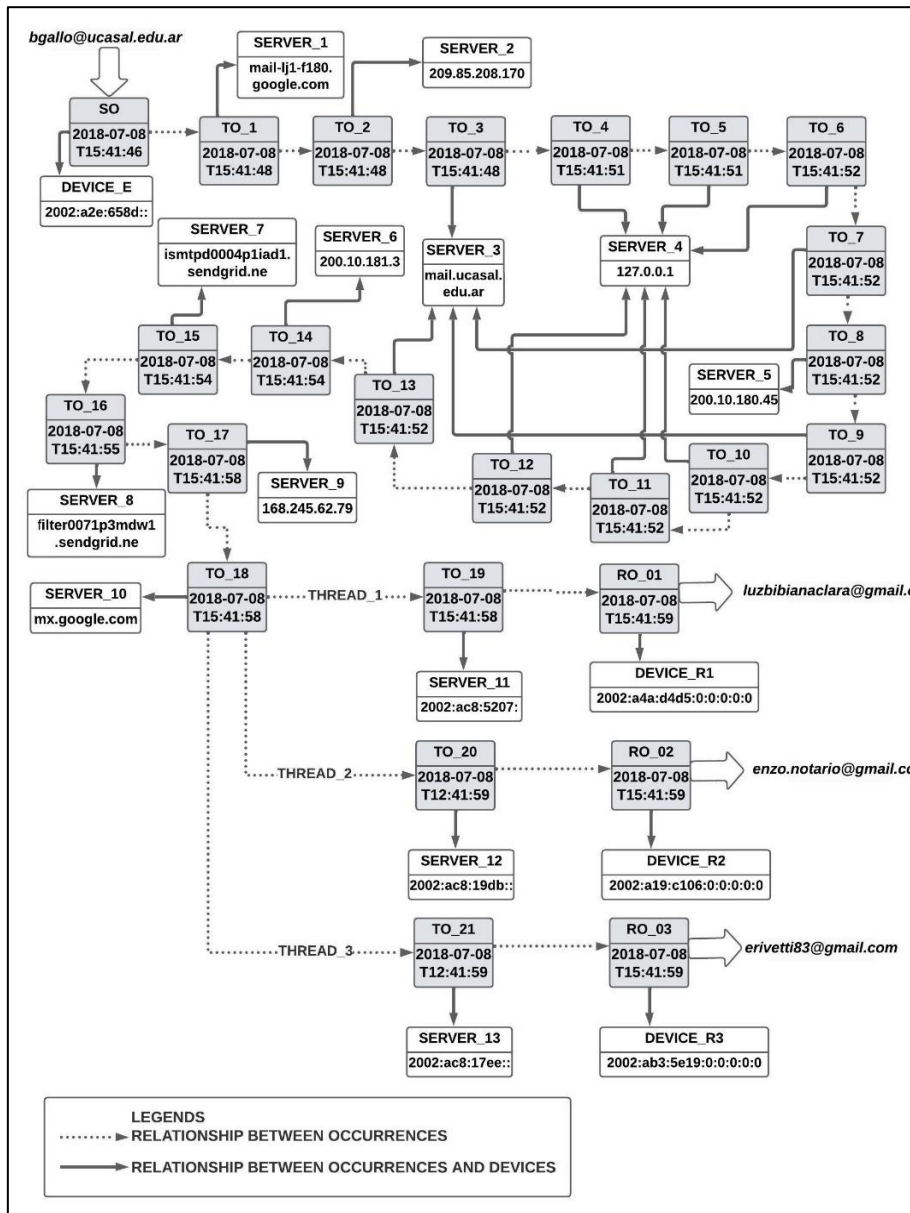 bgallo@ucasal.edu.ar
SERVER_1
mail-lj1-f180.
google.com
SERVER_2
209.85.208.170
SO
2018-07-08
T15:41:46
TO_1
2018-07-08
T15:41:48
TO_2
2018-07-08
T15:41:48
TO_3
2018-07-08
T15:41:48
TO_4
2018-07-08
T15:41:51
TO_5
2018-07-08
T15:41:51
TO_6
2018-07-08
T15:41:52
DEVICE_E
2002:a2e:658d::
SERVER_7
ismtpd0004p1iad1.
sendgrid.ne
SERVER_6
200.10.181.3
SERVER_3
mail.ucasal.
edu.ar
SERVER_4
127.0.0.1
TO_7
2018-07-08
T15:41:52
TO_15
2018-07-08
T15:41:54
TO_14
2018-07-08
T15:41:54
TO_13
2018-07-08
T15:41:52
TO_8
2018-07-08
T15:41:52
SERVER_5
200.10.180.45
TO_16
2018-07-08
T15:41:55
TO_17
2018-07-08
T15:41:58
TO_12
2018-07-08
T15:41:52
TO_11
2018-07-08
T15:41:52
TO_10
2018-07-08
T15:41:52
TO_9
2018-07-08
T15:41:52
SERVER_8
filter0071p3mdw1
.sendgrid.ne
SERVER_9
168.245.62.79
SERVER_10
mx.google.com
TO_18
2018-07-08
T15:41:58
THREAD_1
TO_19
2018-07-08
T15:41:58
RO_01
2018-07-08
T15:41:59
luzbibianaclara@gmail.c
SERVER_11
2002:ac8:5207:
DEVICE_R1
2002:a4a:d4d5:0:0:0:0:0
THREAD_2
TO_20
2018-07-08
T12:41:59
RO_02
2018-07-08
T15:41:59
enzo.notario@gmail.co
SERVER_12
2002:ac8:19db::
DEVICE_R2
2002:a19:c106:0:0:0:0:0
THREAD_3
TO_21
2018-07-08
T12:41:59
RO_03
2018-07-08
T15:41:59
erivetti83@gmail.com
SERVER_13
2002:ac8:17ee::
DEVICE_R3
2002:ab3:5e19:0:0:0:0:0
LEGENDS
RELATIONSHIP BETWEEN OCCURRENCES
RELATIONSHIP BETWEEN OCCURRENCES AND DEVICES